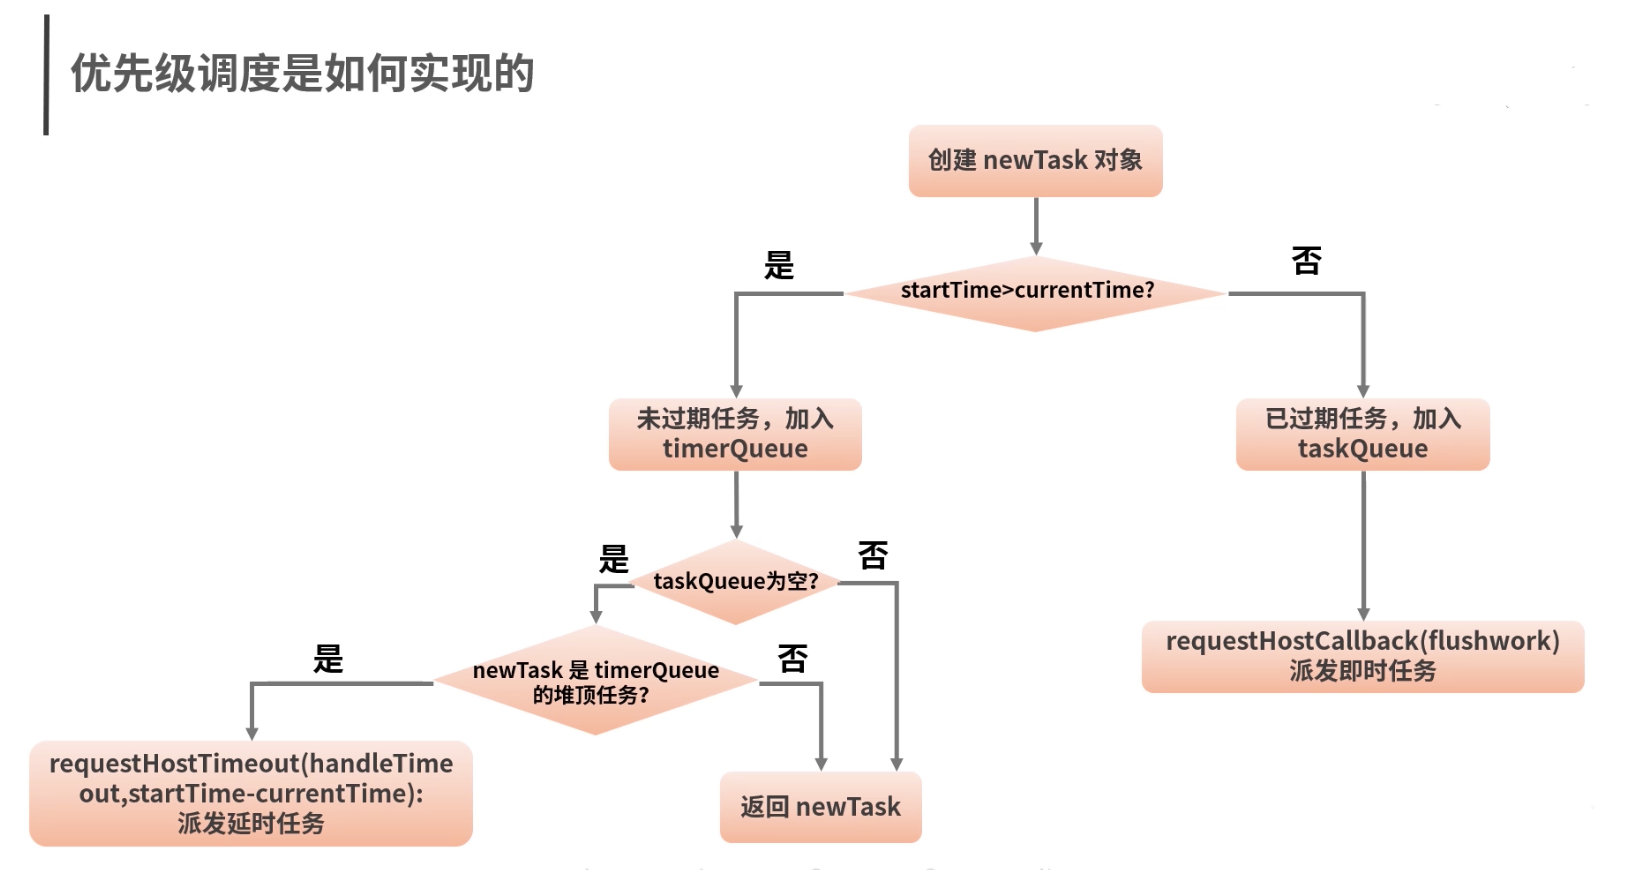 优先级调度是如何实现的
创建 newTask 对象
是
否
startTime>currentTime?
未过期任务，加入
timerQueue
已过期任务，加入
taskQueue
是
否
taskQueue为空?
是
否
newTask 是 timerQueue
的堆顶任务?
requestHostCallback(flushwork)
派发即时任务
requestHostTimeout(handleTime
out,startTime-currentTime):
派发延时任务
返回 newTask